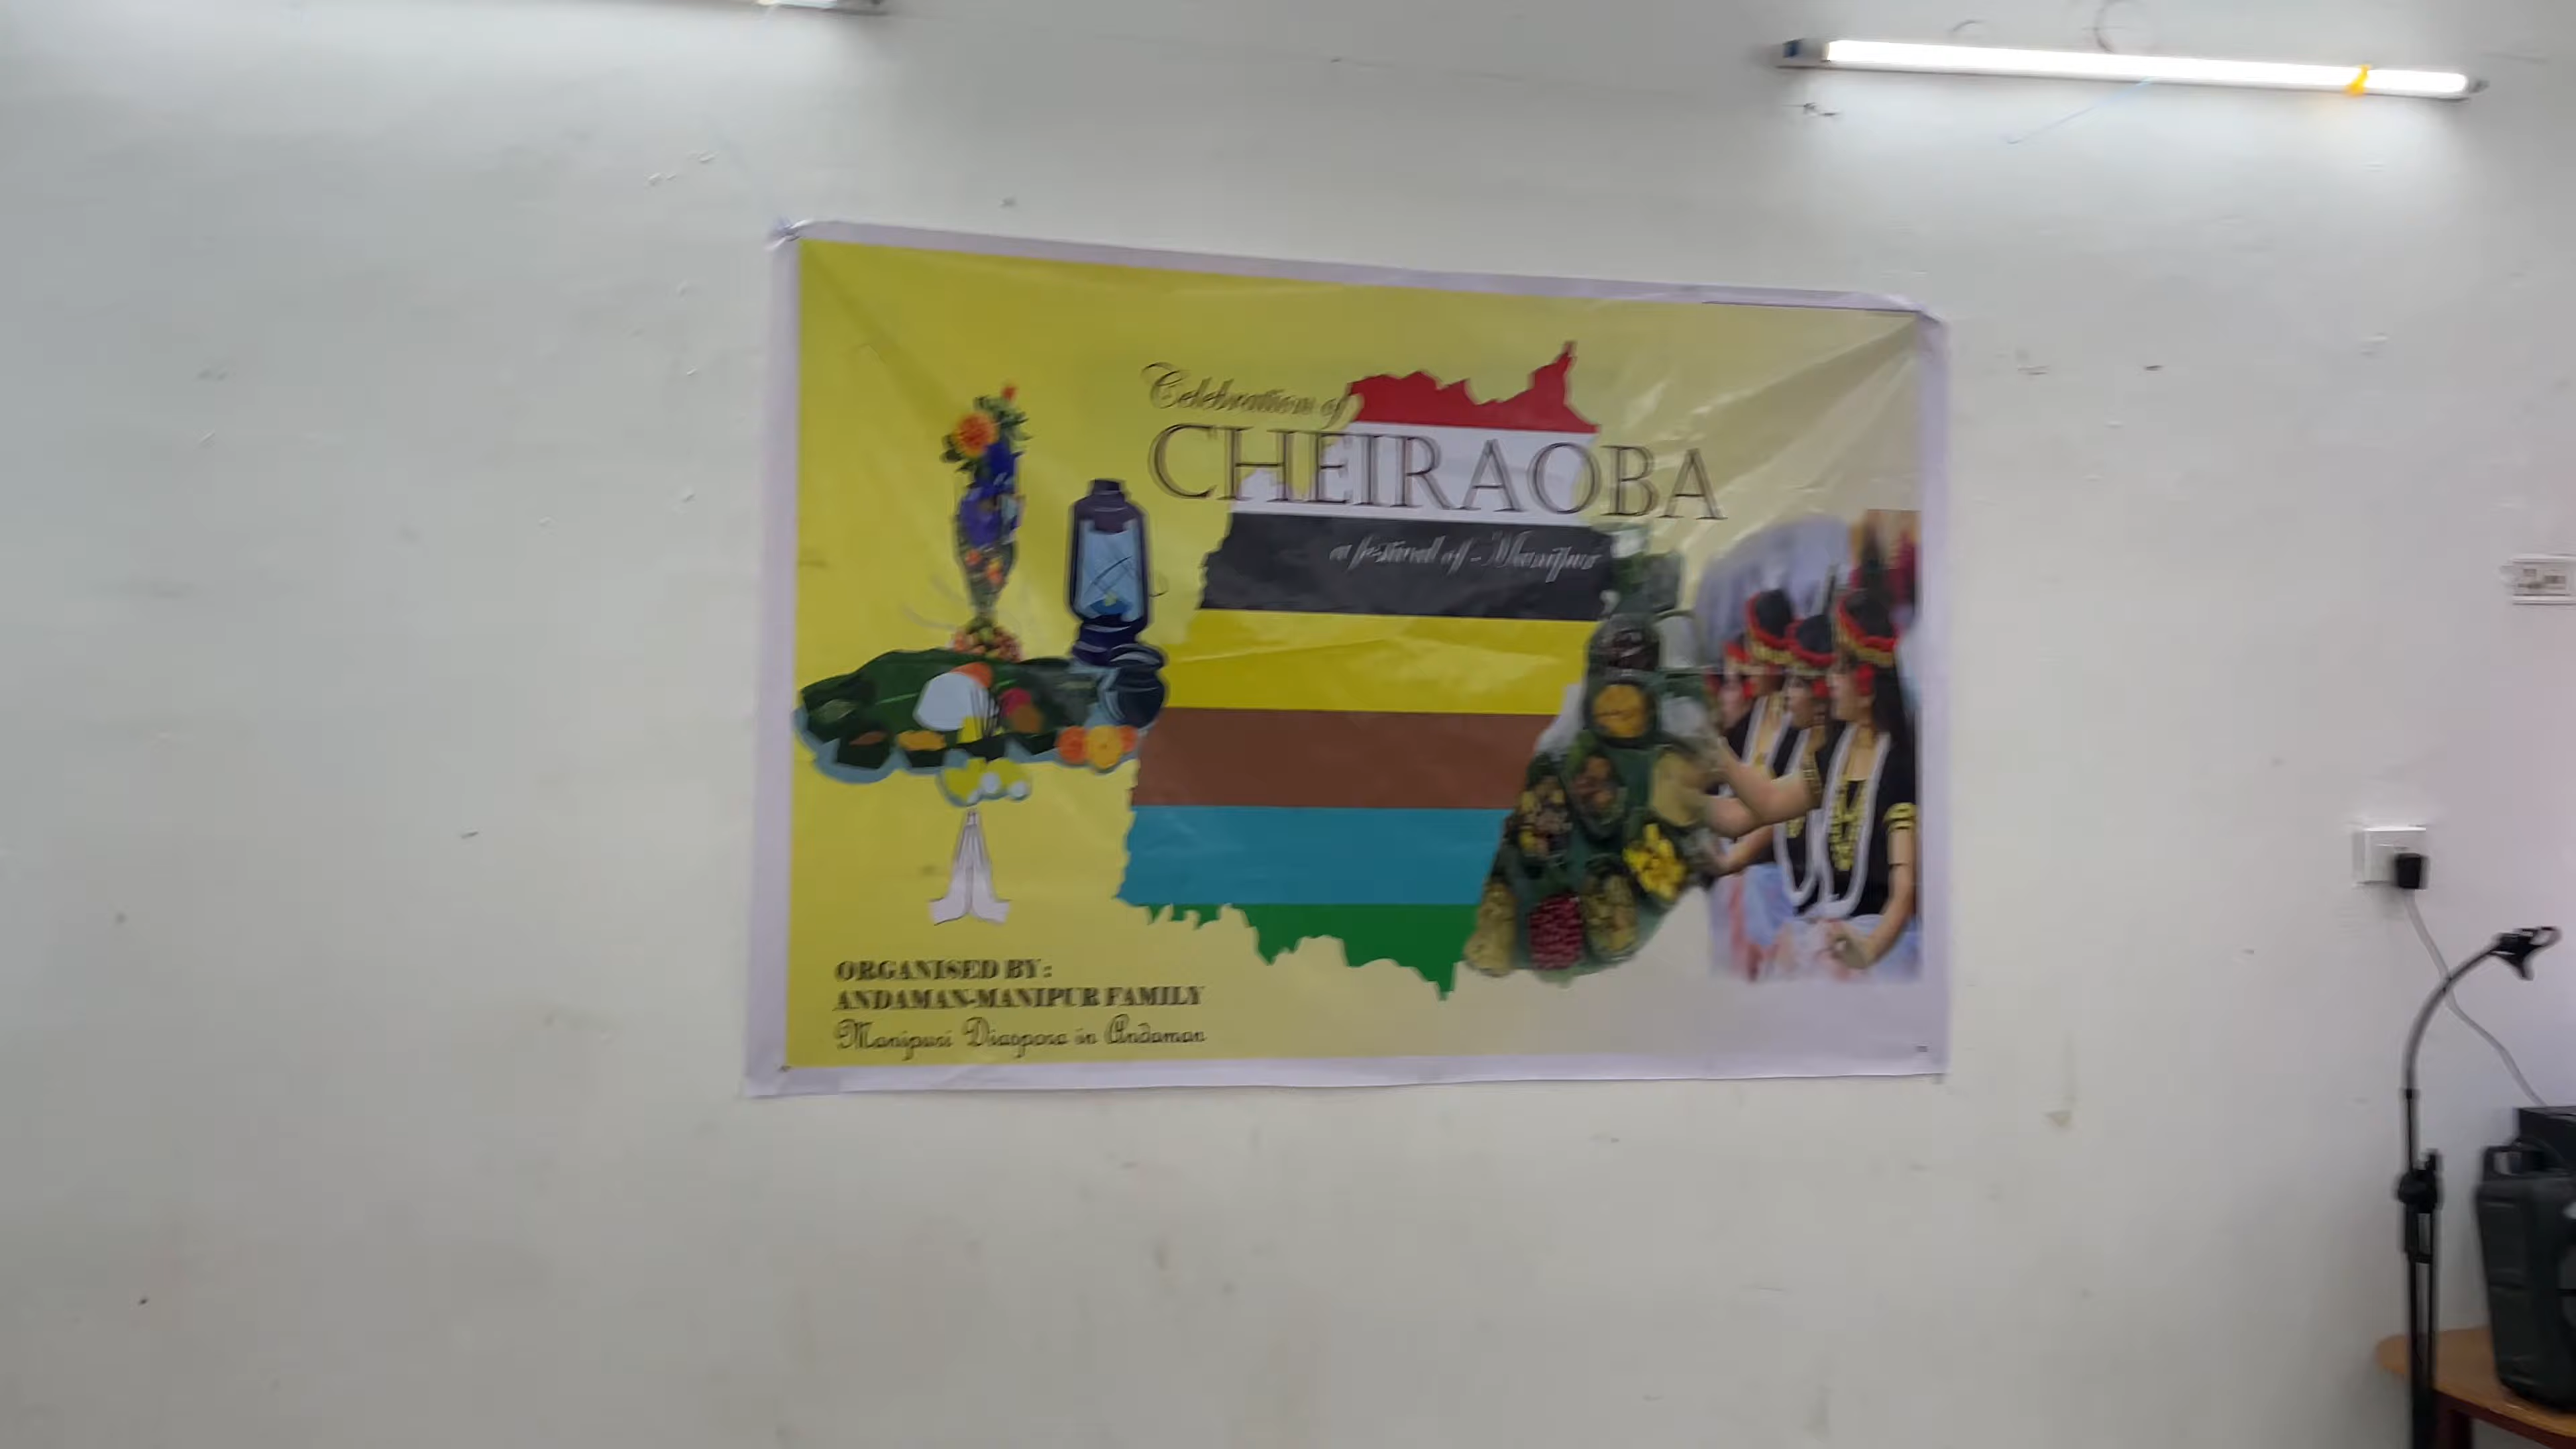 Celebration of
CHEIRAOBA
a festival of Manipur
ORGANISED BY:
ANDAMAN-MANIPUR FAMILY
Manipuri Diaspora in Andaman